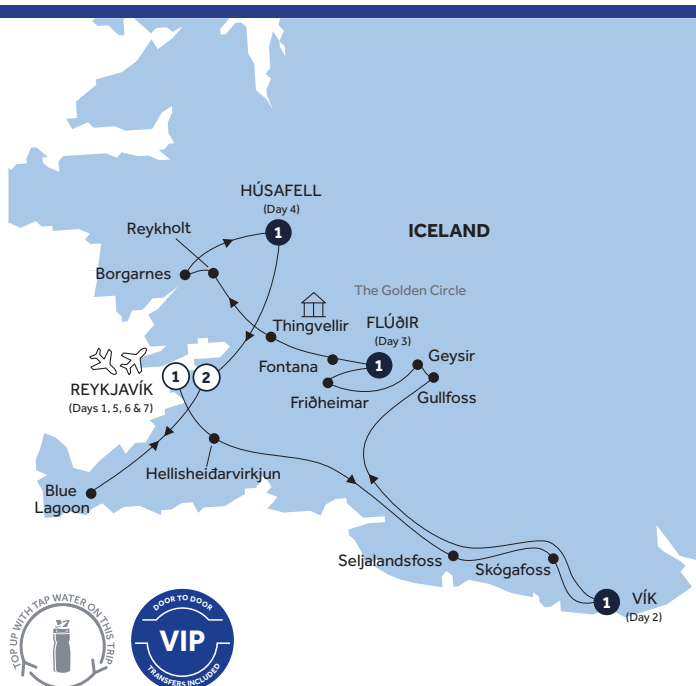 HÚSAFELL
(Day 4)
1
Reykholt
ICELAND
Borgarnes
The Golden Circle
Thingvellir
FLÚðIR
(Day 3)
1
Fontana
Geysir
Gullfoss
Friðheimar
REYKJAVÍK
(Days 1, 5, 6 & 7)
1
2
Hellisheiðarvirkjun
Blue
Lagoon
Seljalandsfoss
Skógafoss
1
VÍK
(Day 2)
TOP UP WITH TAP WATER ON THIS TRIP
DOOR TO DOOR
VIP
TRANSFERS INCLUDED